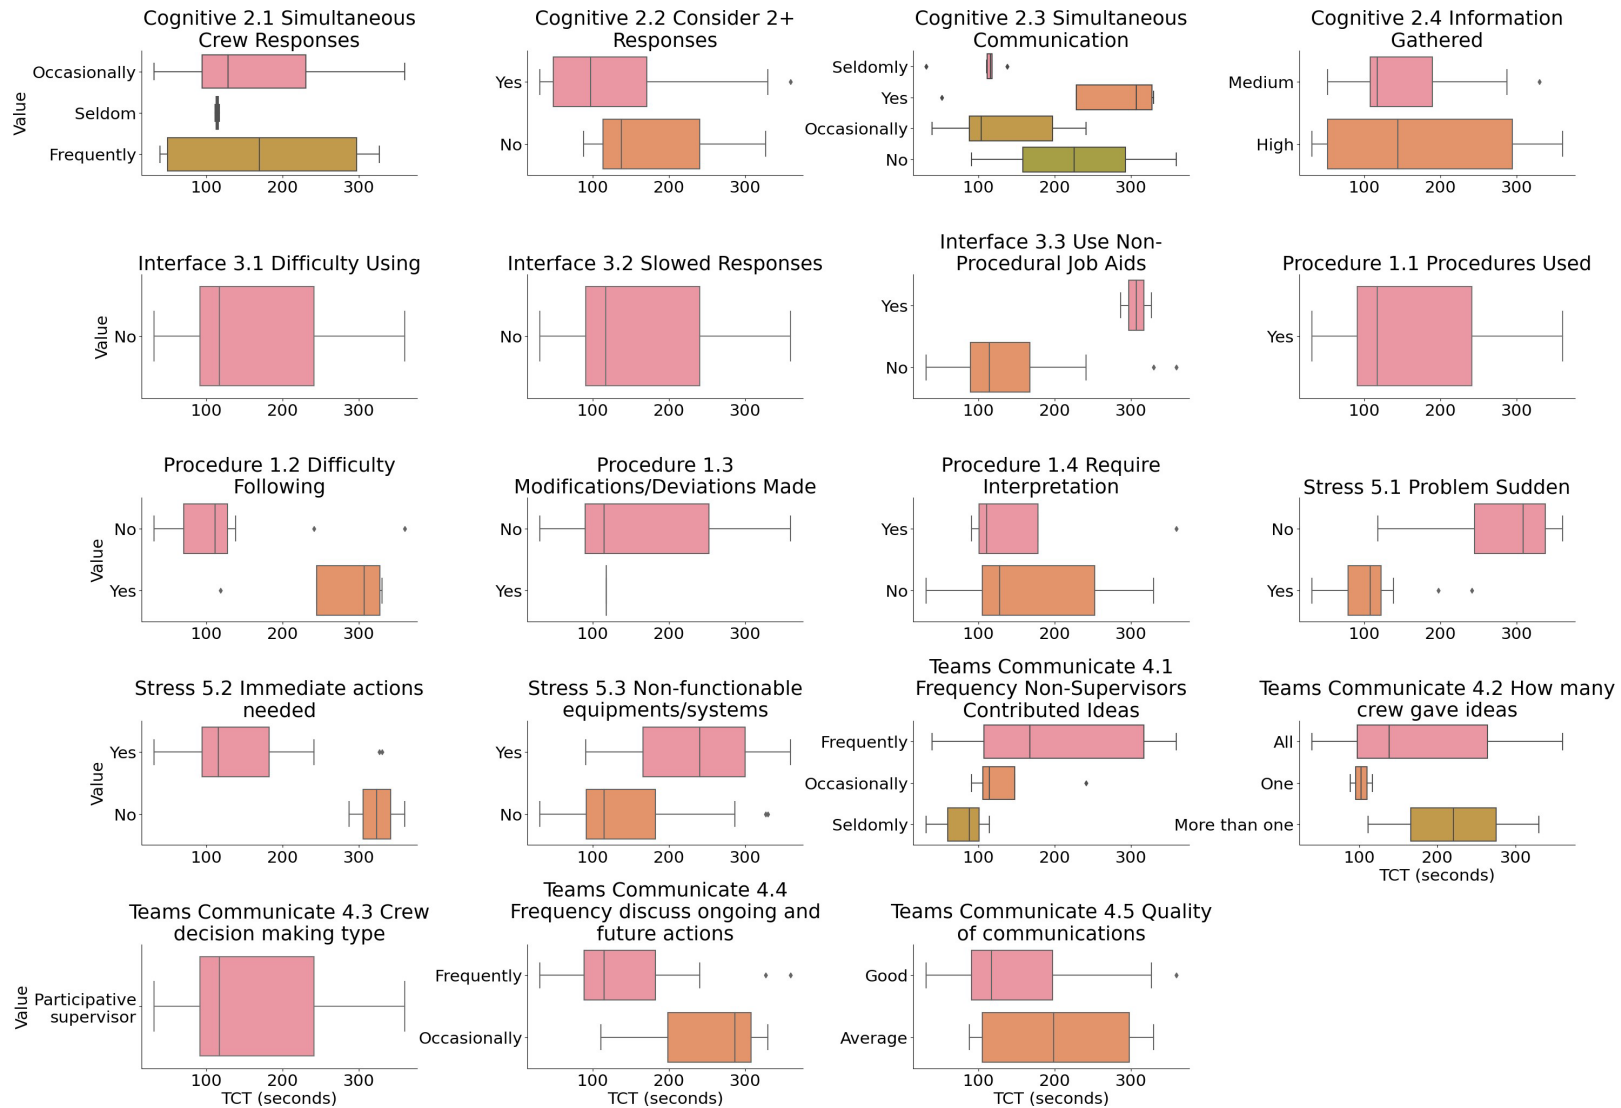 Cognitive 2.1 Simultaneous
Crew Responses
Value
Occasionally
Seldom
Frequently
100 200 300
Cognitive 2.2 Consider 2+
Responses
Yes
No
100 200 300
Cognitive 2.3 Simultaneous
Communication
Seldomly
Yes
Occasionally
No
100 200 300
Cognitive 2.4 Information
Gathered
Medium
High
100 200 300
Interface 3.1 Difficulty Using
Value
No
100 200 300
Interface 3.2 Slowed Responses
No
100 200 300
Interface 3.3 Use Non-
Procedural Job Aids
Yes
No
100 200 300
Procedure 1.1 Procedures Used
Yes
100 200 300
Procedure 1.2 Difficulty
Following
Value
No
Yes
100 200 300
Procedure 1.3
Modifications/Deviations Made
No
Yes
100 200 300
Procedure 1.4 Require
Interpretation
Yes
No
100 200 300
Stress 5.1 Problem Sudden
No
Yes
100 200 300
Stress 5.2 Immediate actions
needed
Value
Yes
No
100 200 300
Stress 5.3 Non-functionable
equipments/systems
Yes
No
100 200 300
Teams Communicate 4.1
Frequency Non-Supervisors
Contributed Ideas
Frequently
Occasionally
Seldomly
100 200 300
Teams Communicate 4.2 How many
crew gave ideas
All
One
More than one
100 200 300
TCT (seconds)
Teams Communicate 4.3 Crew
decision making type
Value
Participative
supervisor
100 200 300
TCT (seconds)
Teams Communicate 4.4
Frequency discuss ongoing and
future actions
Frequently
Occasionally
100 200 300
TCT (seconds)
Teams Communicate 4.5 Quality
of communications
Good
Average
100 200 300
TCT (seconds)